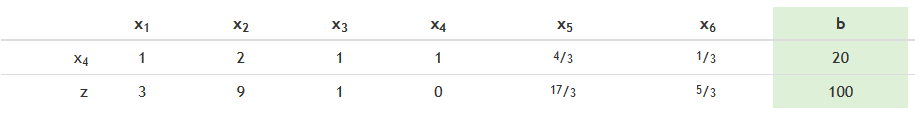 x₁ x₂ x₃ x₄ x₅ x₆ b
x₄ 1 2 1 1 4/3 1/3 20
z 3 9 1 0 17/3 5/3 100